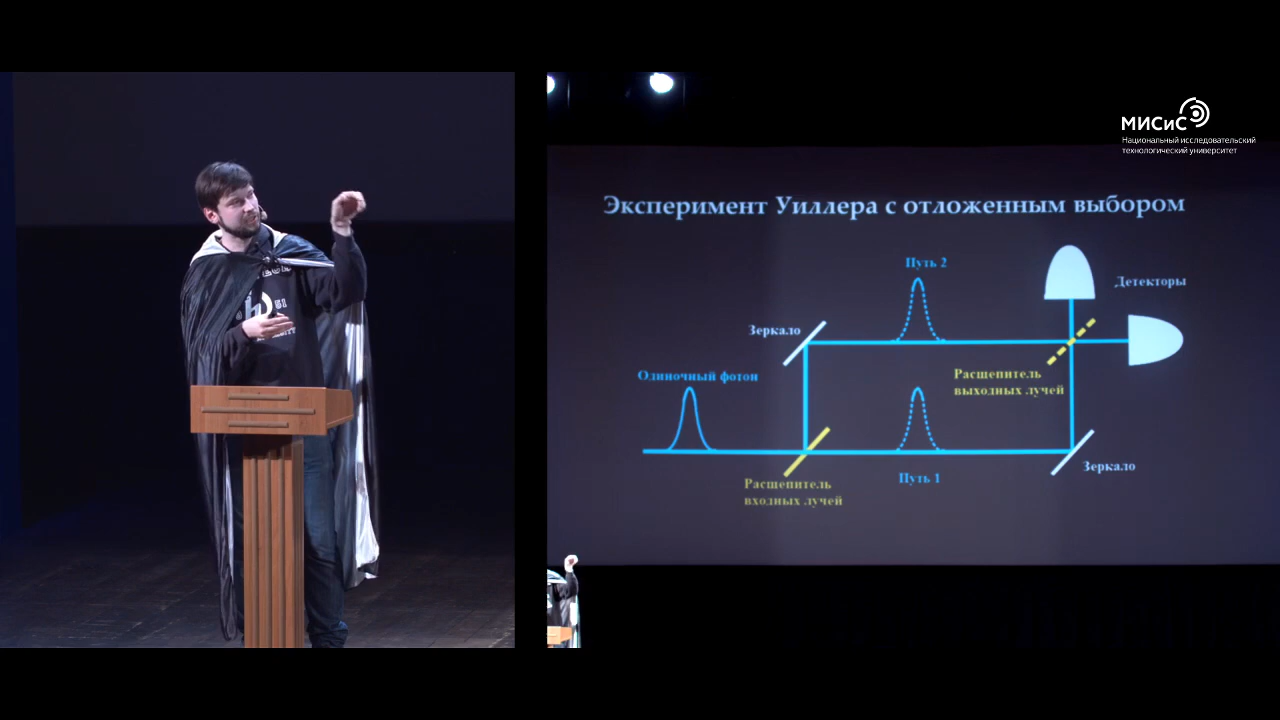 МИСиС
Национальный исследовательский
технологический университет
Эксперимент Уиллера с отложенным выбором
Путь 2
Детекторы
Зеркало
Одиночный фотон
Расщепитель
выходных лучей
Зеркало
Путь 1
Расщепитель
входных лучей